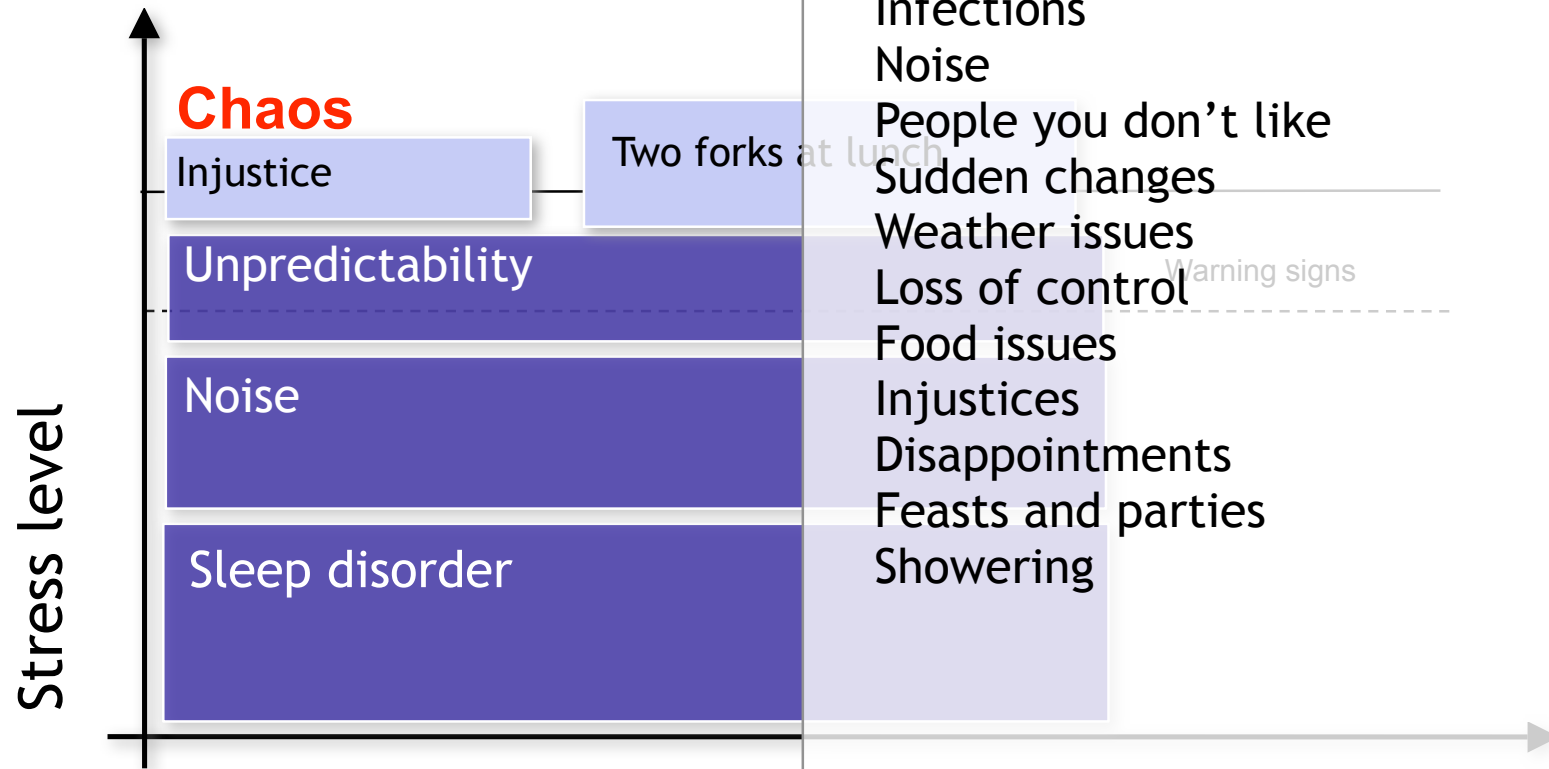 Chaos
Injustice
Two forks at lunch
Unpredictability
Noise
Sleep disorder
Stress level
Warning signs
Infections
Noise
People you don’t like
Sudden changes
Weather issues
Loss of control
Food issues
Injustices
Disappointments
Feasts and parties
Showering